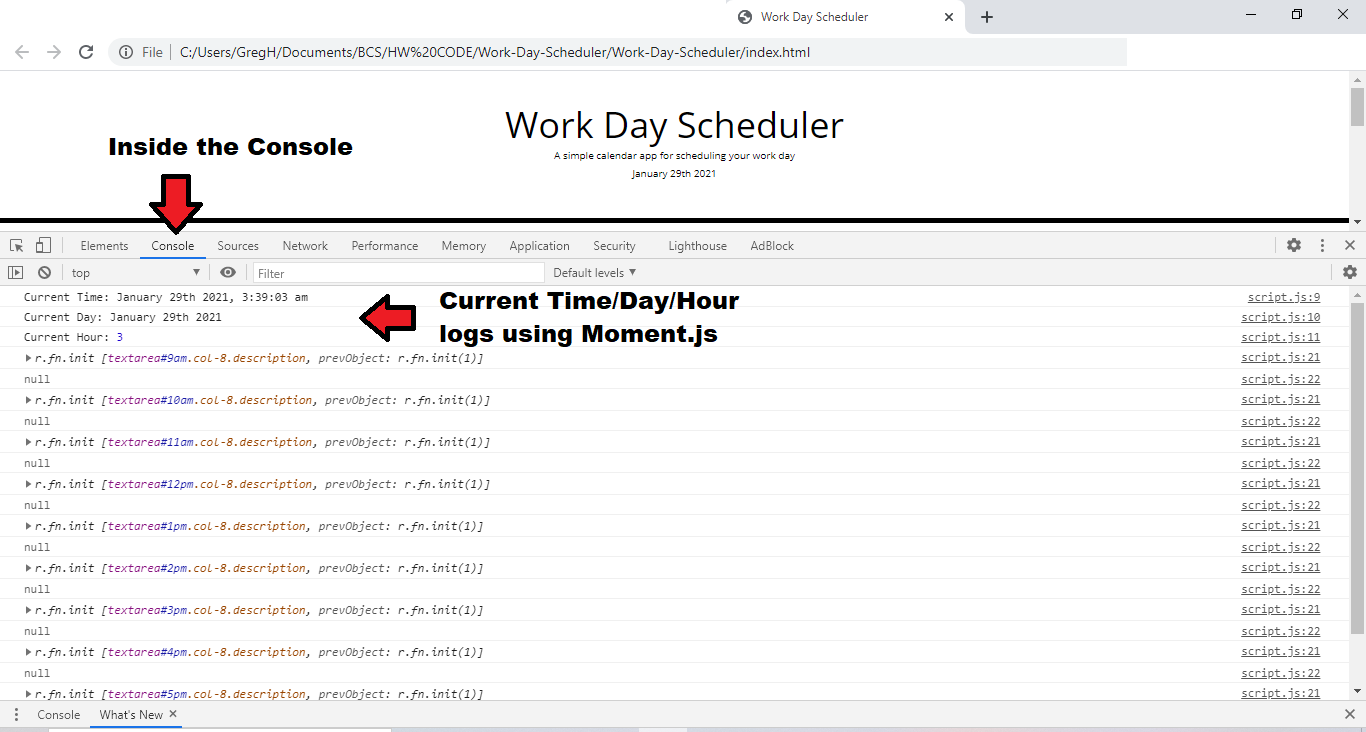 Work Day Scheduler
File C:/Users/GregH/Documents/BCS/HW%20CODE/Work-Day-Scheduler/Work-Day-Scheduler/index.html
Work Day Scheduler
A simple calendar app for scheduling your work day
January 29th 2021
Inside the Console
Elements Console Sources Network Performance Memory Application Security Lighthouse AdBlock
top Filter Default levels
Current Time: January 29th 2021, 3:39:03 am script.js:9
Current Day: January 29th 2021 script.js:10
Current Hour: 3 script.js:11
Current Time/Day/Hour
logs using Moment.js
r.fn.init [textarea#9am.col-8.description, prevObject: r.fn.init(1)] script.js:21
null script.js:22
r.fn.init [textarea#10am.col-8.description, prevObject: r.fn.init(1)] script.js:21
null script.js:22
r.fn.init [textarea#11am.col-8.description, prevObject: r.fn.init(1)] script.js:21
null script.js:22
r.fn.init [textarea#12pm.col-8.description, prevObject: r.fn.init(1)] script.js:21
null script.js:22
r.fn.init [textarea#1pm.col-8.description, prevObject: r.fn.init(1)] script.js:21
null script.js:22
r.fn.init [textarea#2pm.col-8.description, prevObject: r.fn.init(1)] script.js:21
null script.js:22
r.fn.init [textarea#3pm.col-8.description, prevObject: r.fn.init(1)] script.js:21
null script.js:22
r.fn.init [textarea#4pm.col-8.description, prevObject: r.fn.init(1)] script.js:21
null script.js:22
r.fn.init [textarea#5pm.col-8.description, prevObject: r.fn.init(1)] script.js:21
Console What's New